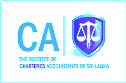 CA
THE INSTITUTE OF
CHARTERED ACCOUNTANTS OF SRI LANKA